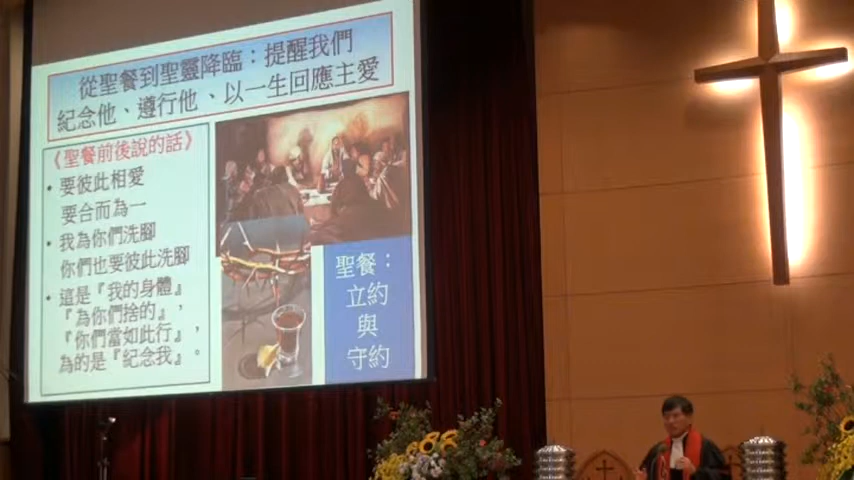 從聖餐到聖靈降臨：提醒我們
紀念他、遵行他、以一生回應主愛
《聖餐前後說的話》
• 要彼此相愛
要合而為一
• 我為你們洗腳
你們也要彼此洗腳
• 這是『我的身體』
『為你們捨的』，
『你們當如此行』，
為的是『紀念我』。
聖餐：
立約
與
守約